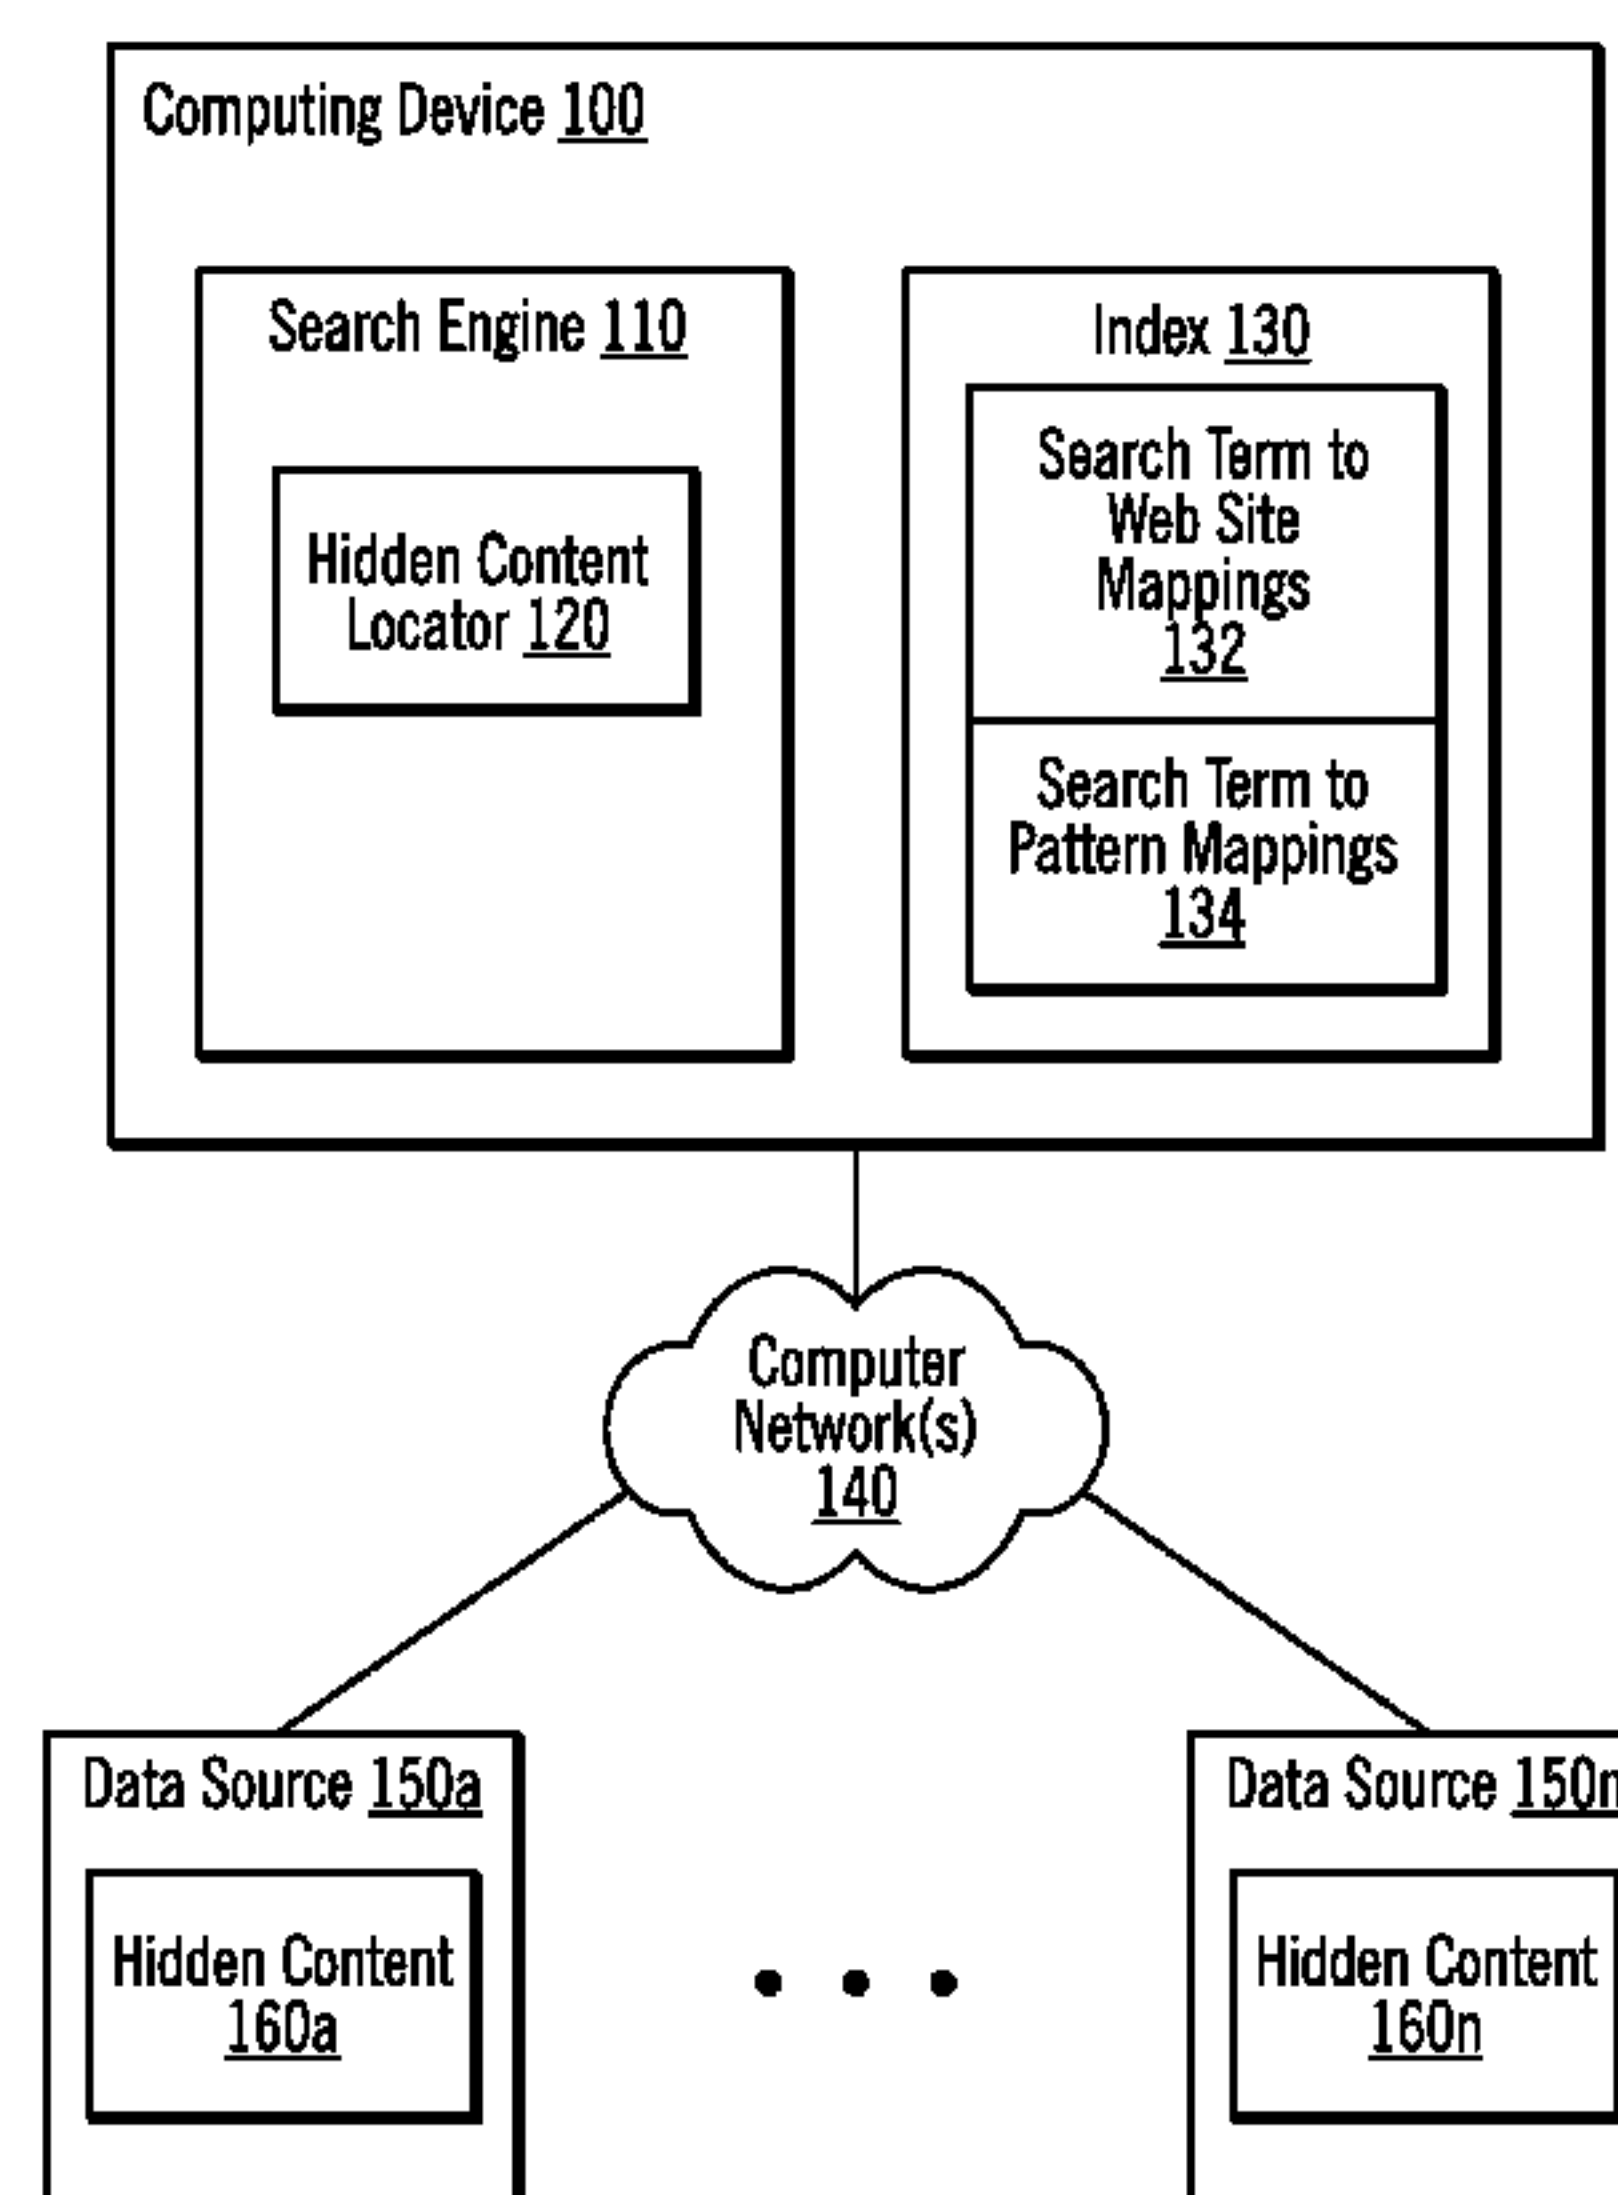 Computing Device 100
Search Engine 110
Hidden Content
Locator 120
Index 130
Search Term to
Web Site
Mappings
132
Search Term to
Pattern Mappings
134
Computer
Network(s)
140
Data Source 150a
Hidden Content
160a
Data Source 150n
Hidden Content
160n